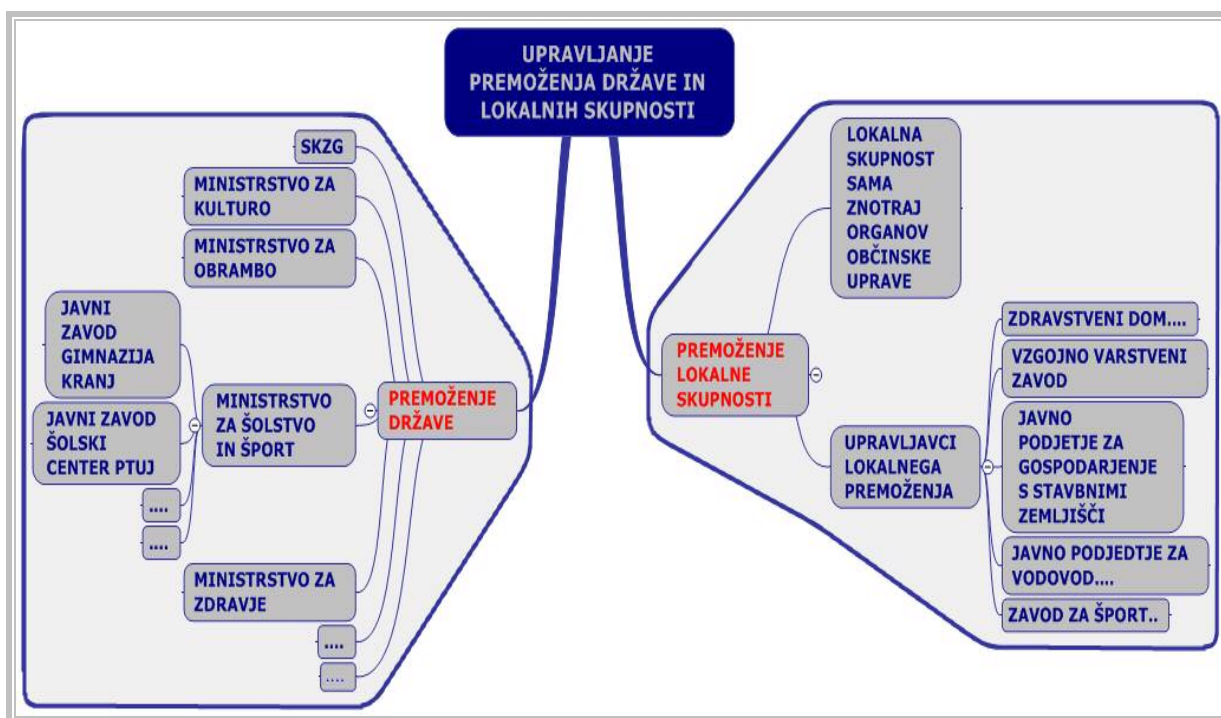 UPRAVLJANJE
PREMOŽENJA DRŽAVE IN
LOKALNIH SKUPNOSTI
SKZG
MINISTRSTVO ZA
KULTURO
MINISTRSTVO ZA
OBRAMBO
JAVNI
ZAVOD
GIMNAZIJA
KRANJ
JAVNI ZAVOD
ŠOLSKI
CENTER PTUJ
....
....
MINISTRSTVO
ZA ŠOLSTVO
IN ŠPORT
PREMOŽENJE
DRŽAVE
MINISTRSTVO ZA
ZDRAVJE
....
....
LOKALNA
SKUPNOST
SAMA
ZNOTRAJ
ORGANOV
OBČINSKE
UPRAVE
PREMOŽENJE
LOKALNE
SKUPNOSTI
UPRAVLJAVCI
LOKALNEGA
PREMOŽENJA
ZDRAVSTVENI DOM....
VZGOJNO VARSTVENI
ZAVOD
JAVNO
PODJETJE ZA
GOSPODARJENJE
S STAVBNIMI
ZEMLJIŠČI
JAVNO PODJEDTJE ZA
VODOVOD....
ZAVOD ZA ŠPORT..